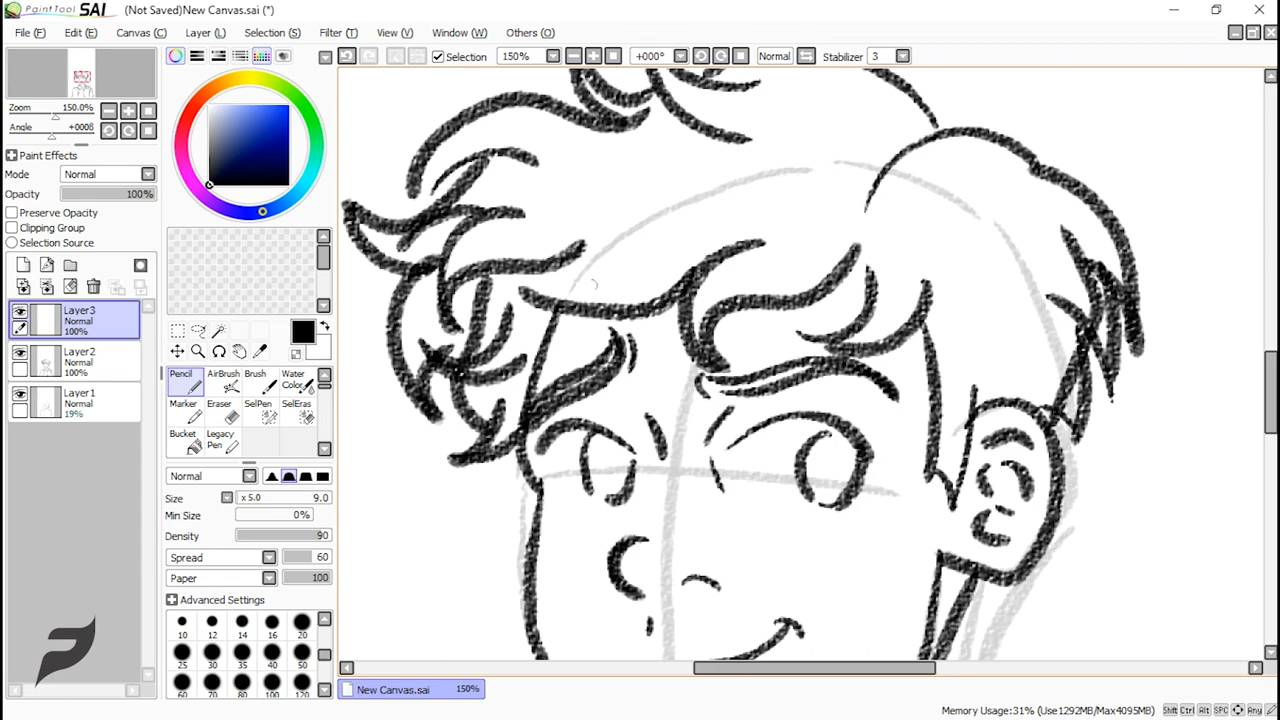 PaintTool SAI (Not Saved)New Canvas.sai (*)
File (F) Edit (E) Canvas (C) Layer (L) Selection (S) Filter (T) View (V) Window (W) Others (O)
Selection 150% +000° Normal Stabilizer 3
Zoom 150.0%
Angle +000δ
Paint Effects
Mode Normal
Opacity 100%
Preserve Opacity
Clipping Group
Selection Source
Layer3
Normal
100%
Layer2
Normal
100%
Layer1
Normal
19%
Pencil AirBrush Brush Water Color
Marker Eraser SelPen SelEras
Bucket Legacy Pen
Normal
Size x 5.0 9.0
Min Size 0%
Density 90
Spread 60
Paper 100
Advanced Settings
10 12 14 16 20
25 30 35 40 50
60 70 80 100 120
New Canvas.sai 150%
Memory Usage:31% (Use1292MB/Max4095MB) Shift Ctrl Alt SPC Any